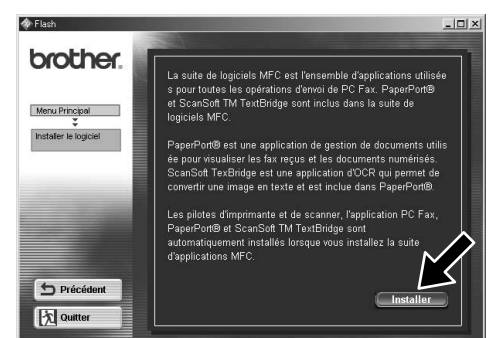 Flash
brother.
Menu Principal
Installer le logiciel
La suite de logiciels MFC est l'ensemble d'applications utilisée
s pour toutes les opérations d'envoi de PC Fax. PaperPort®
et ScanSoft TM TextBridge sont inclus dans la suite de
logiciels MFC.
PaperPort® est une application de gestion de documents utilis
ée pour visualiser les fax reçus et les documents numérisés.
ScanSoft TexBridge est une application d'OCR qui permet de
convertir une image en texte et est inclue dans PaperPort®.
Les pilotes d'imprimante et de scanner, l'application PC Fax,
PaperPort® et ScanSoft TM TextBridge sont
automatiquement installés lorsque vous installez la suite
d'applications MFC.
Installer
Précédent
Quitter